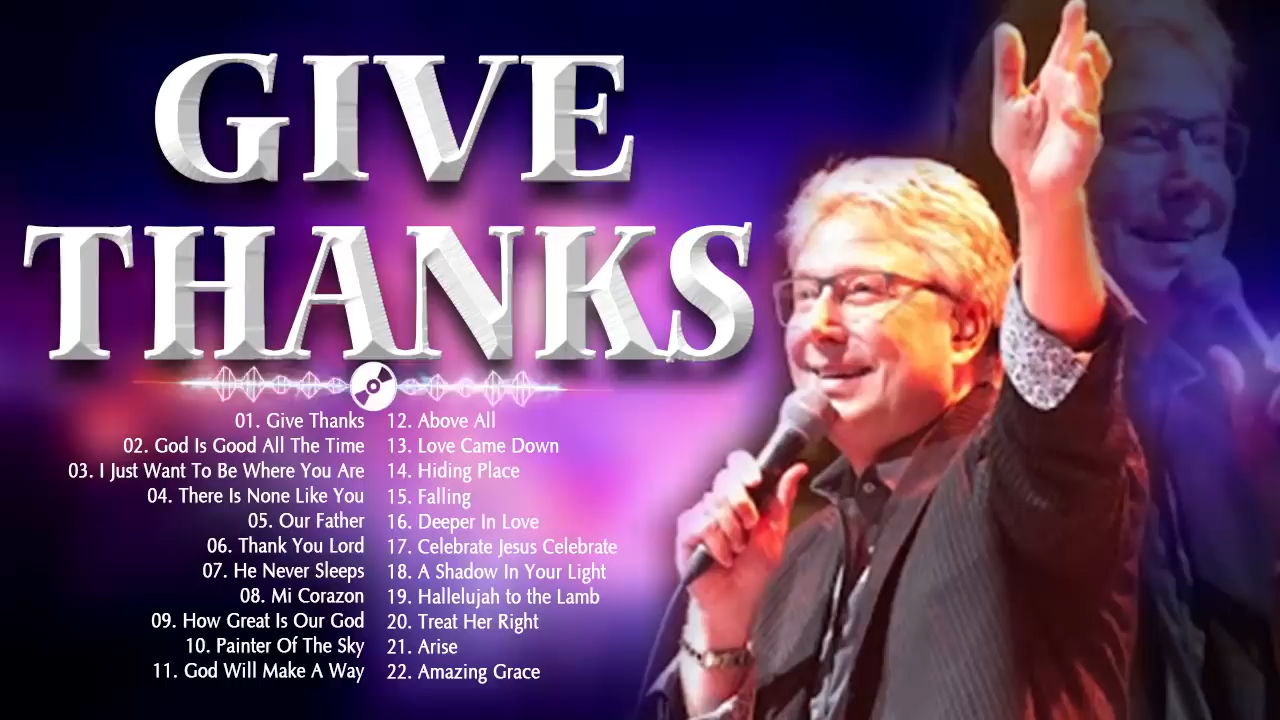 GIVE
THANKS
01. Give Thanks
02. God Is Good All The Time
03. I Just Want To Be Where You Are
04. There Is None Like You
05. Our Father
06. Thank You Lord
07. He Never Sleeps
08. Mi Corazon
09. How Great Is Our God
10. Painter Of The Sky
11. God Will Make A Way
12. Above All
13. Love Came Down
14. Hiding Place
15. Falling
16. Deeper In Love
17. Celebrate Jesus Celebrate
18. A Shadow In Your Light
19. Hallelujah to the Lamb
20. Treat Her Right
21. Arise
22. Amazing Grace